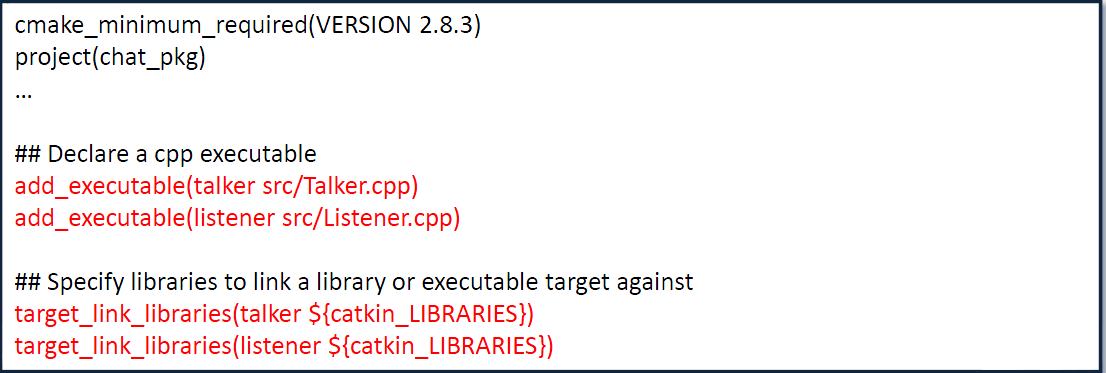 cmake_minimum_required(VERSION 2.8.3)
project(chat_pkg)
...
## Declare a cpp executable
add_executable(talker src/Talker.cpp)
add_executable(listener src/Listener.cpp)
## Specify libraries to link a library or executable target against
target_link_libraries(talker ${catkin_LIBRARIES})
target_link_libraries(listener ${catkin_LIBRARIES})